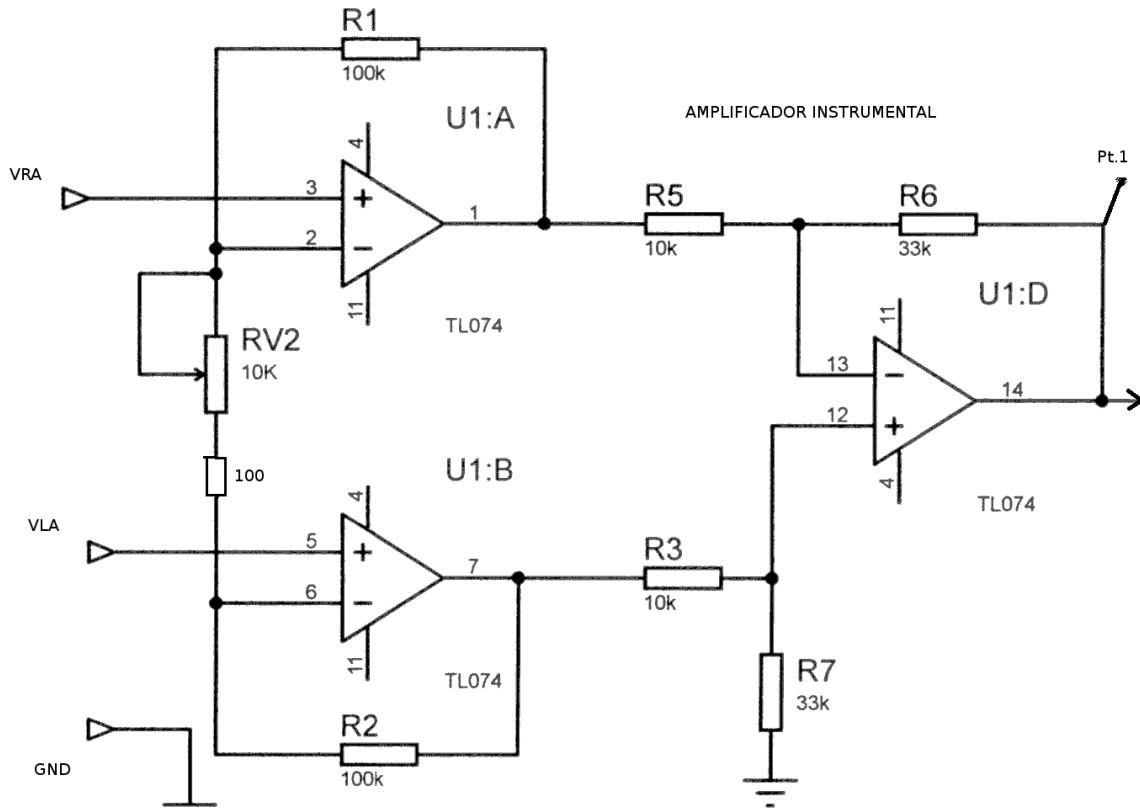 R1
100k
U1:A
AMPLIFICADOR INSTRUMENTAL
Pt.1
VRA
4
3
+
2
−
1
11
TL074
R5
10k
R6
33k
U1:D
11
13
−
12
+
14
4
TL074
RV2
10K
100
U1:B
VLA
4
5
+
6
−
7
11
TL074
R3
10k
R7
33k
R2
100k
GND